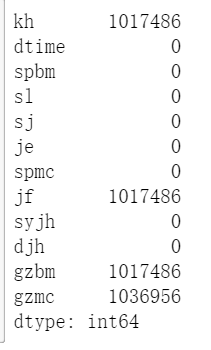 kh 1017486
dtime 0
spbm 0
sl 0
sj 0
je 0
spmc 0
jf 1017486
syjh 0
djh 0
gzbm 1017486
gzmc 1036956
dtype: int64